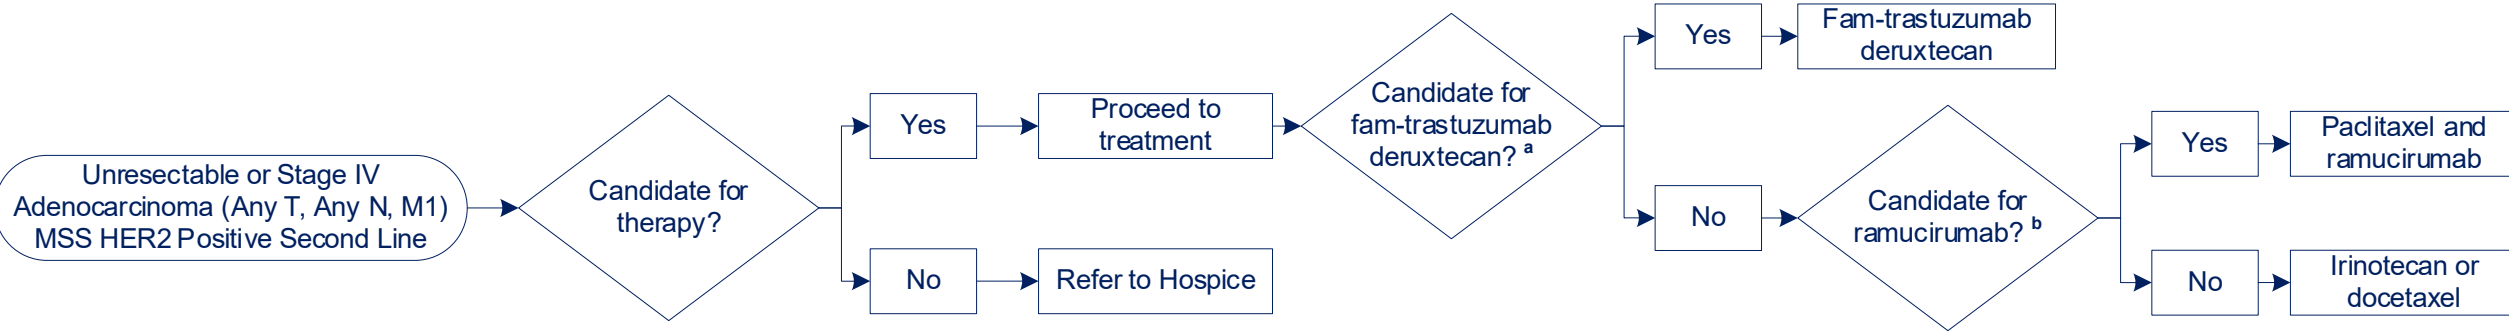 Unresectable or Stage IV
Adenocarcinoma (Any T, Any N, M1)
MSS HER2 Positive Second Line
Candidate for
therapy?
Yes
Proceed to
treatment
No
Refer to Hospice
Candidate for
fam-trastuzumab
deruxtecan? a
Yes
Fam-trastuzumab
deruxtecan
No
Candidate for
ramucirumab? b
Yes
Paclitaxel and
ramucirumab
No
Irinotecan or
docetaxel